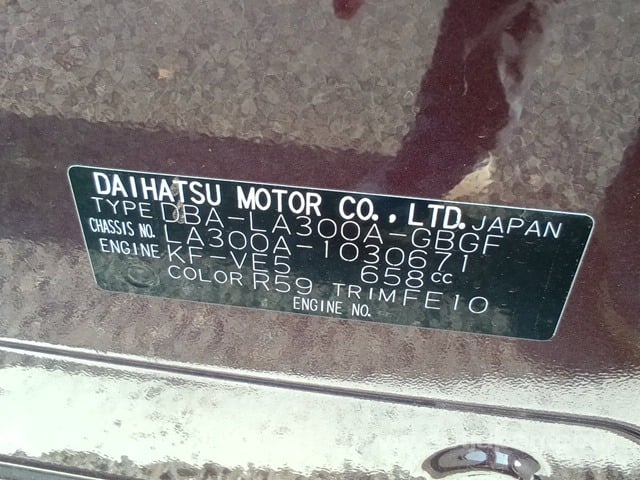 DAIHATSU MOTOR CO., LTD. JAPAN
TYPE DBA-LA300A-GBGF
CHASSIS NO. LA300A-1030671
ENGINE KF-VE5 658cc
COLOR R59 TRIM FE10
ENGINE NO.